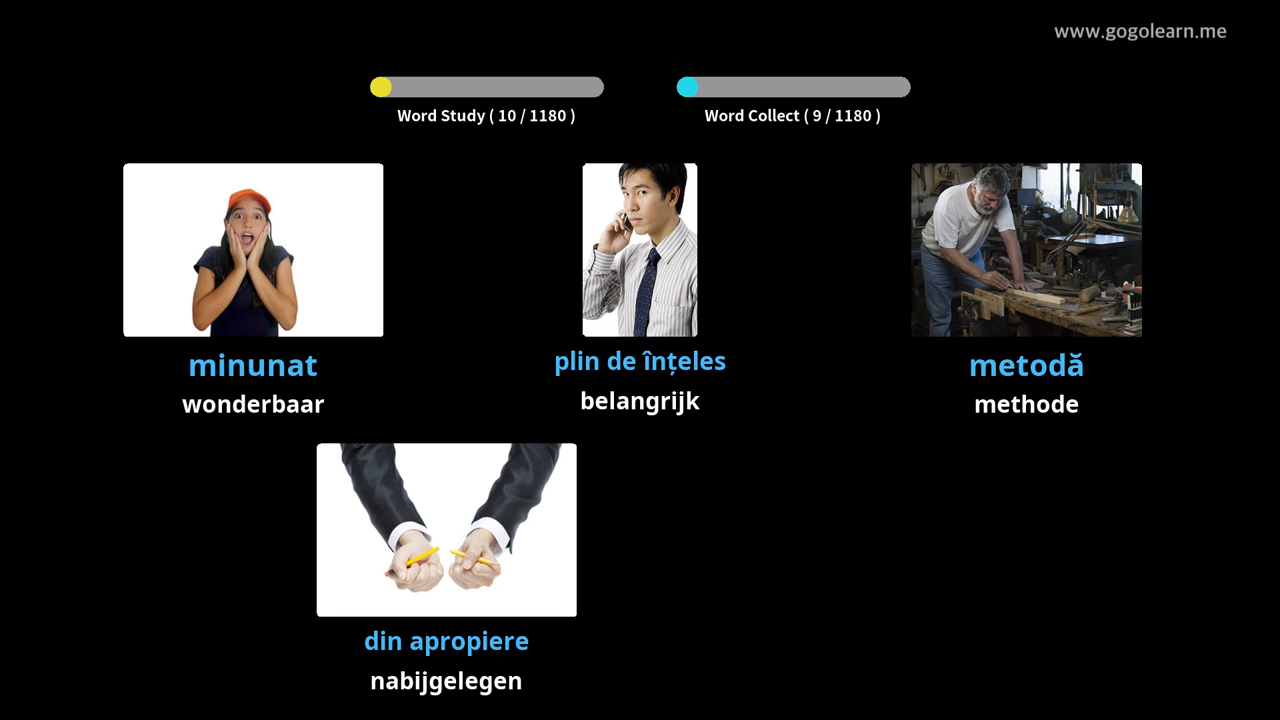 www.gogolearn.me
Word Study ( 10 / 1180 )
Word Collect ( 9 / 1180 )
minunat
wonderbaar
plin de înțeles
belangrijk
metodă
methode
din apropiere
nabijgelegen